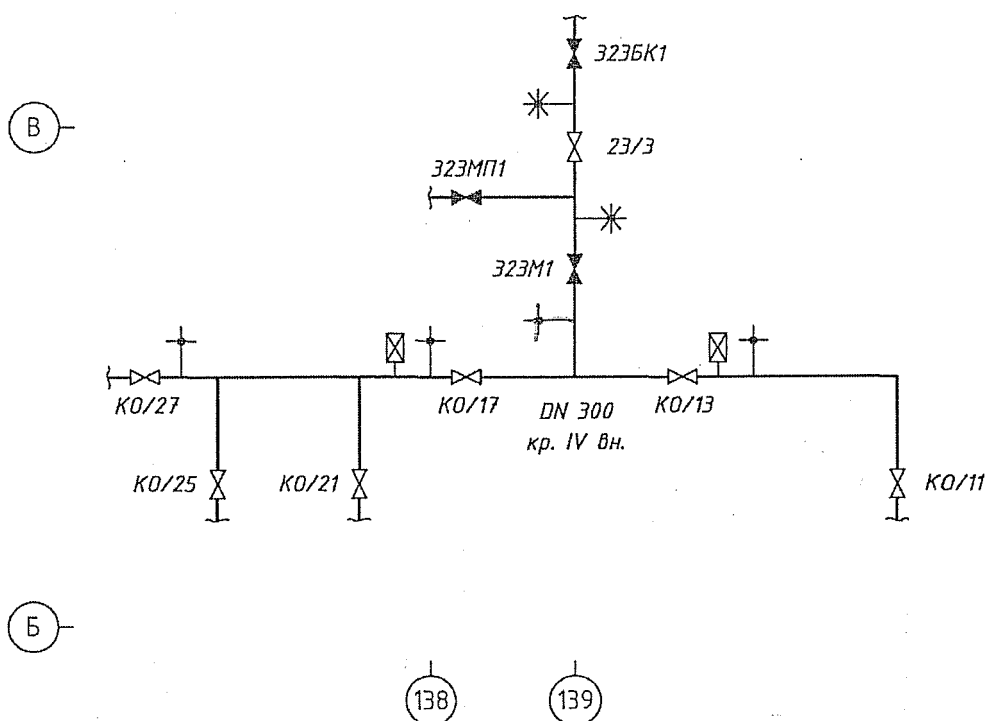 323БК1
В
23/3
323МП1
323М1
КО/27
КО/17
DN 300
КО/13
кр. IV вн.
КО/25
КО/21
КО/11
Б
138
139